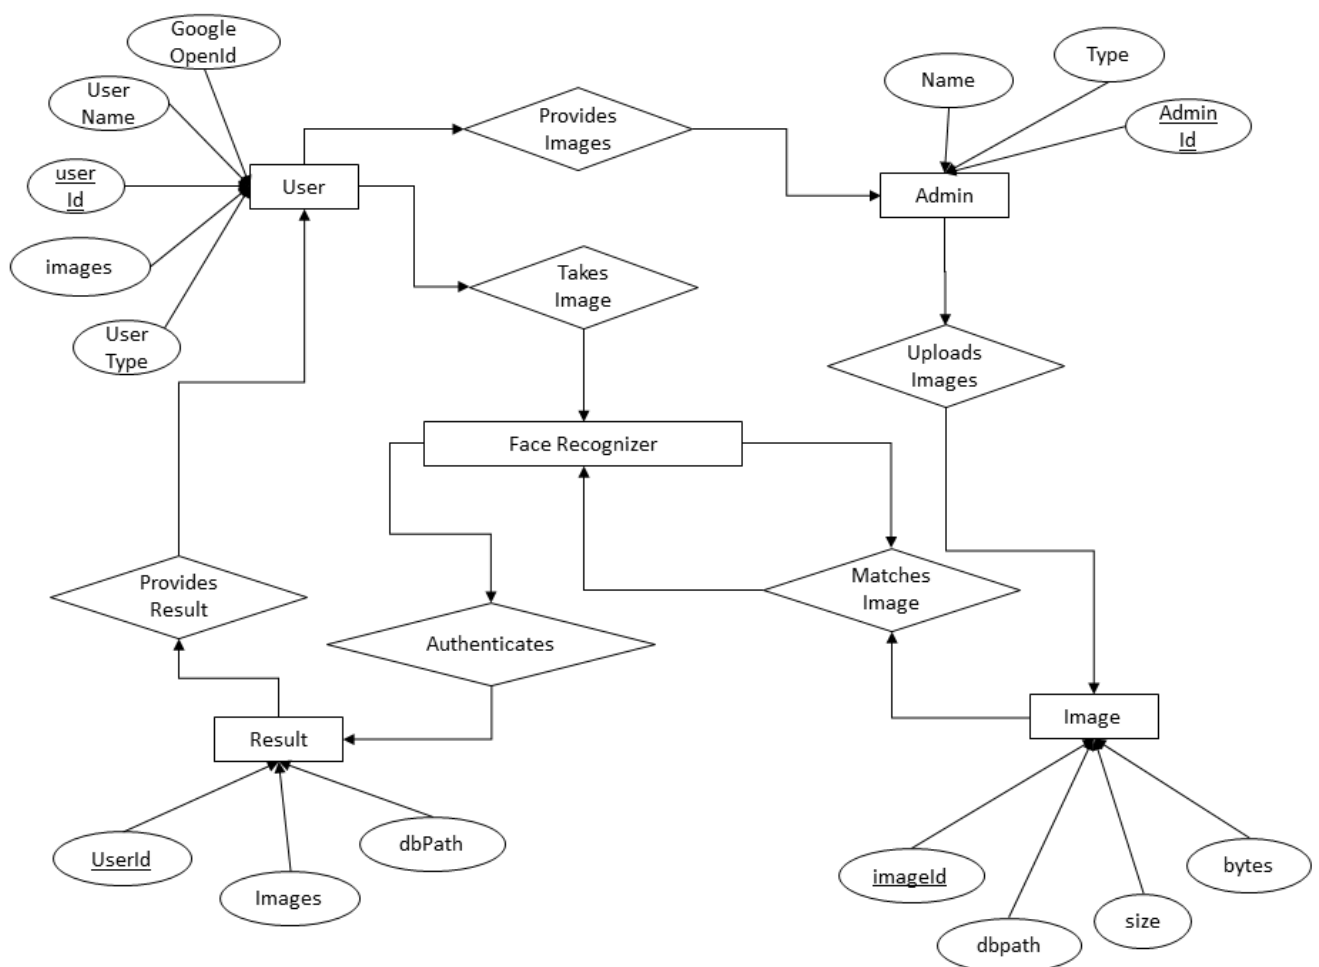 Google
OpenId
User
Name
user
Id
images
User
Type
User
Provides
Images
Name
Type
Admin
Id
Admin
Takes
Image
Uploads
Images
Face Recognizer
Provides
Result
Authenticates
Matches
Image
Result
Image
UserId
Images
dbPath
imageId
dbpath
size
bytes